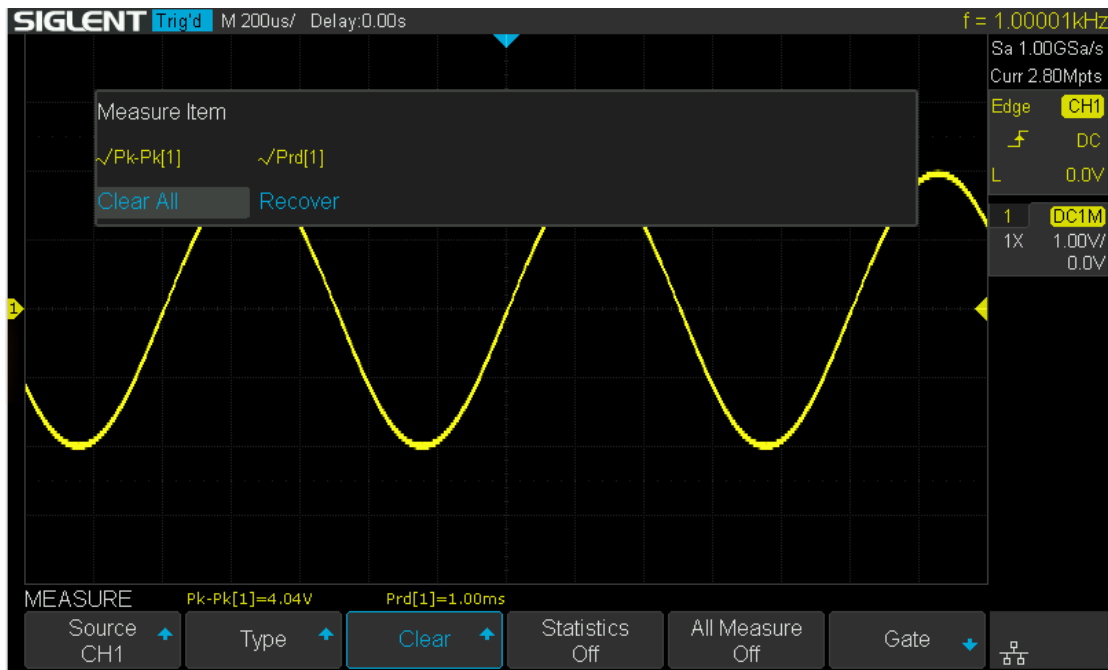 SIGLENT Trig'd M 200us/ Delay:0.00s f = 1.00001kHz
Sa 1.00GSa/s
Curr 2.80Mpts
Edge CH1
DC
L 0.0V
1 DC1M
1X 1.00V/
0.0V
Measure Item
√Pk-Pk[1] √Prd[1]
Clear All Recover
1
MEASURE Pk-Pk[1]=4.04V Prd[1]=1.00ms
Source
CH1
Type
Clear
Statistics
Off
All Measure
Off
Gate